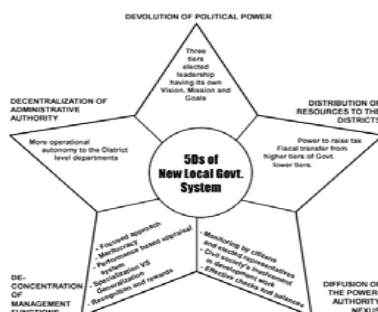 DEVOLUTION OF POLITICAL POWER
Three
tiers
elected
leadership
having its own
Vision, Mission and
Goals
DECENTRALIZATION OF
ADMINISTRATIVE
AUTHORITY
More operational
autonomy to the District
level departments
DISTRIBUTION OF
RESOURCES TO THE
DISTRICTS
Power to raise tax
Fiscal transfer from
higher tiers of Govt.
lower tiers.
5Ds of
New Local Govt.
System
• Focused approach
• Meritocracy
• Performance based appraisal
system
• Specialization VS
Generalization
• Recognition and rewards
• Monitoring by citizens
and elected representatives
• Civil society's involvement
in development work
• Effective checks and balances
DE-
CONCENTRATION
OF
MANAGEMENT
FUNCTIONS
DIFFUSION OF
THE POWER
AUTHORITY
NEXUS